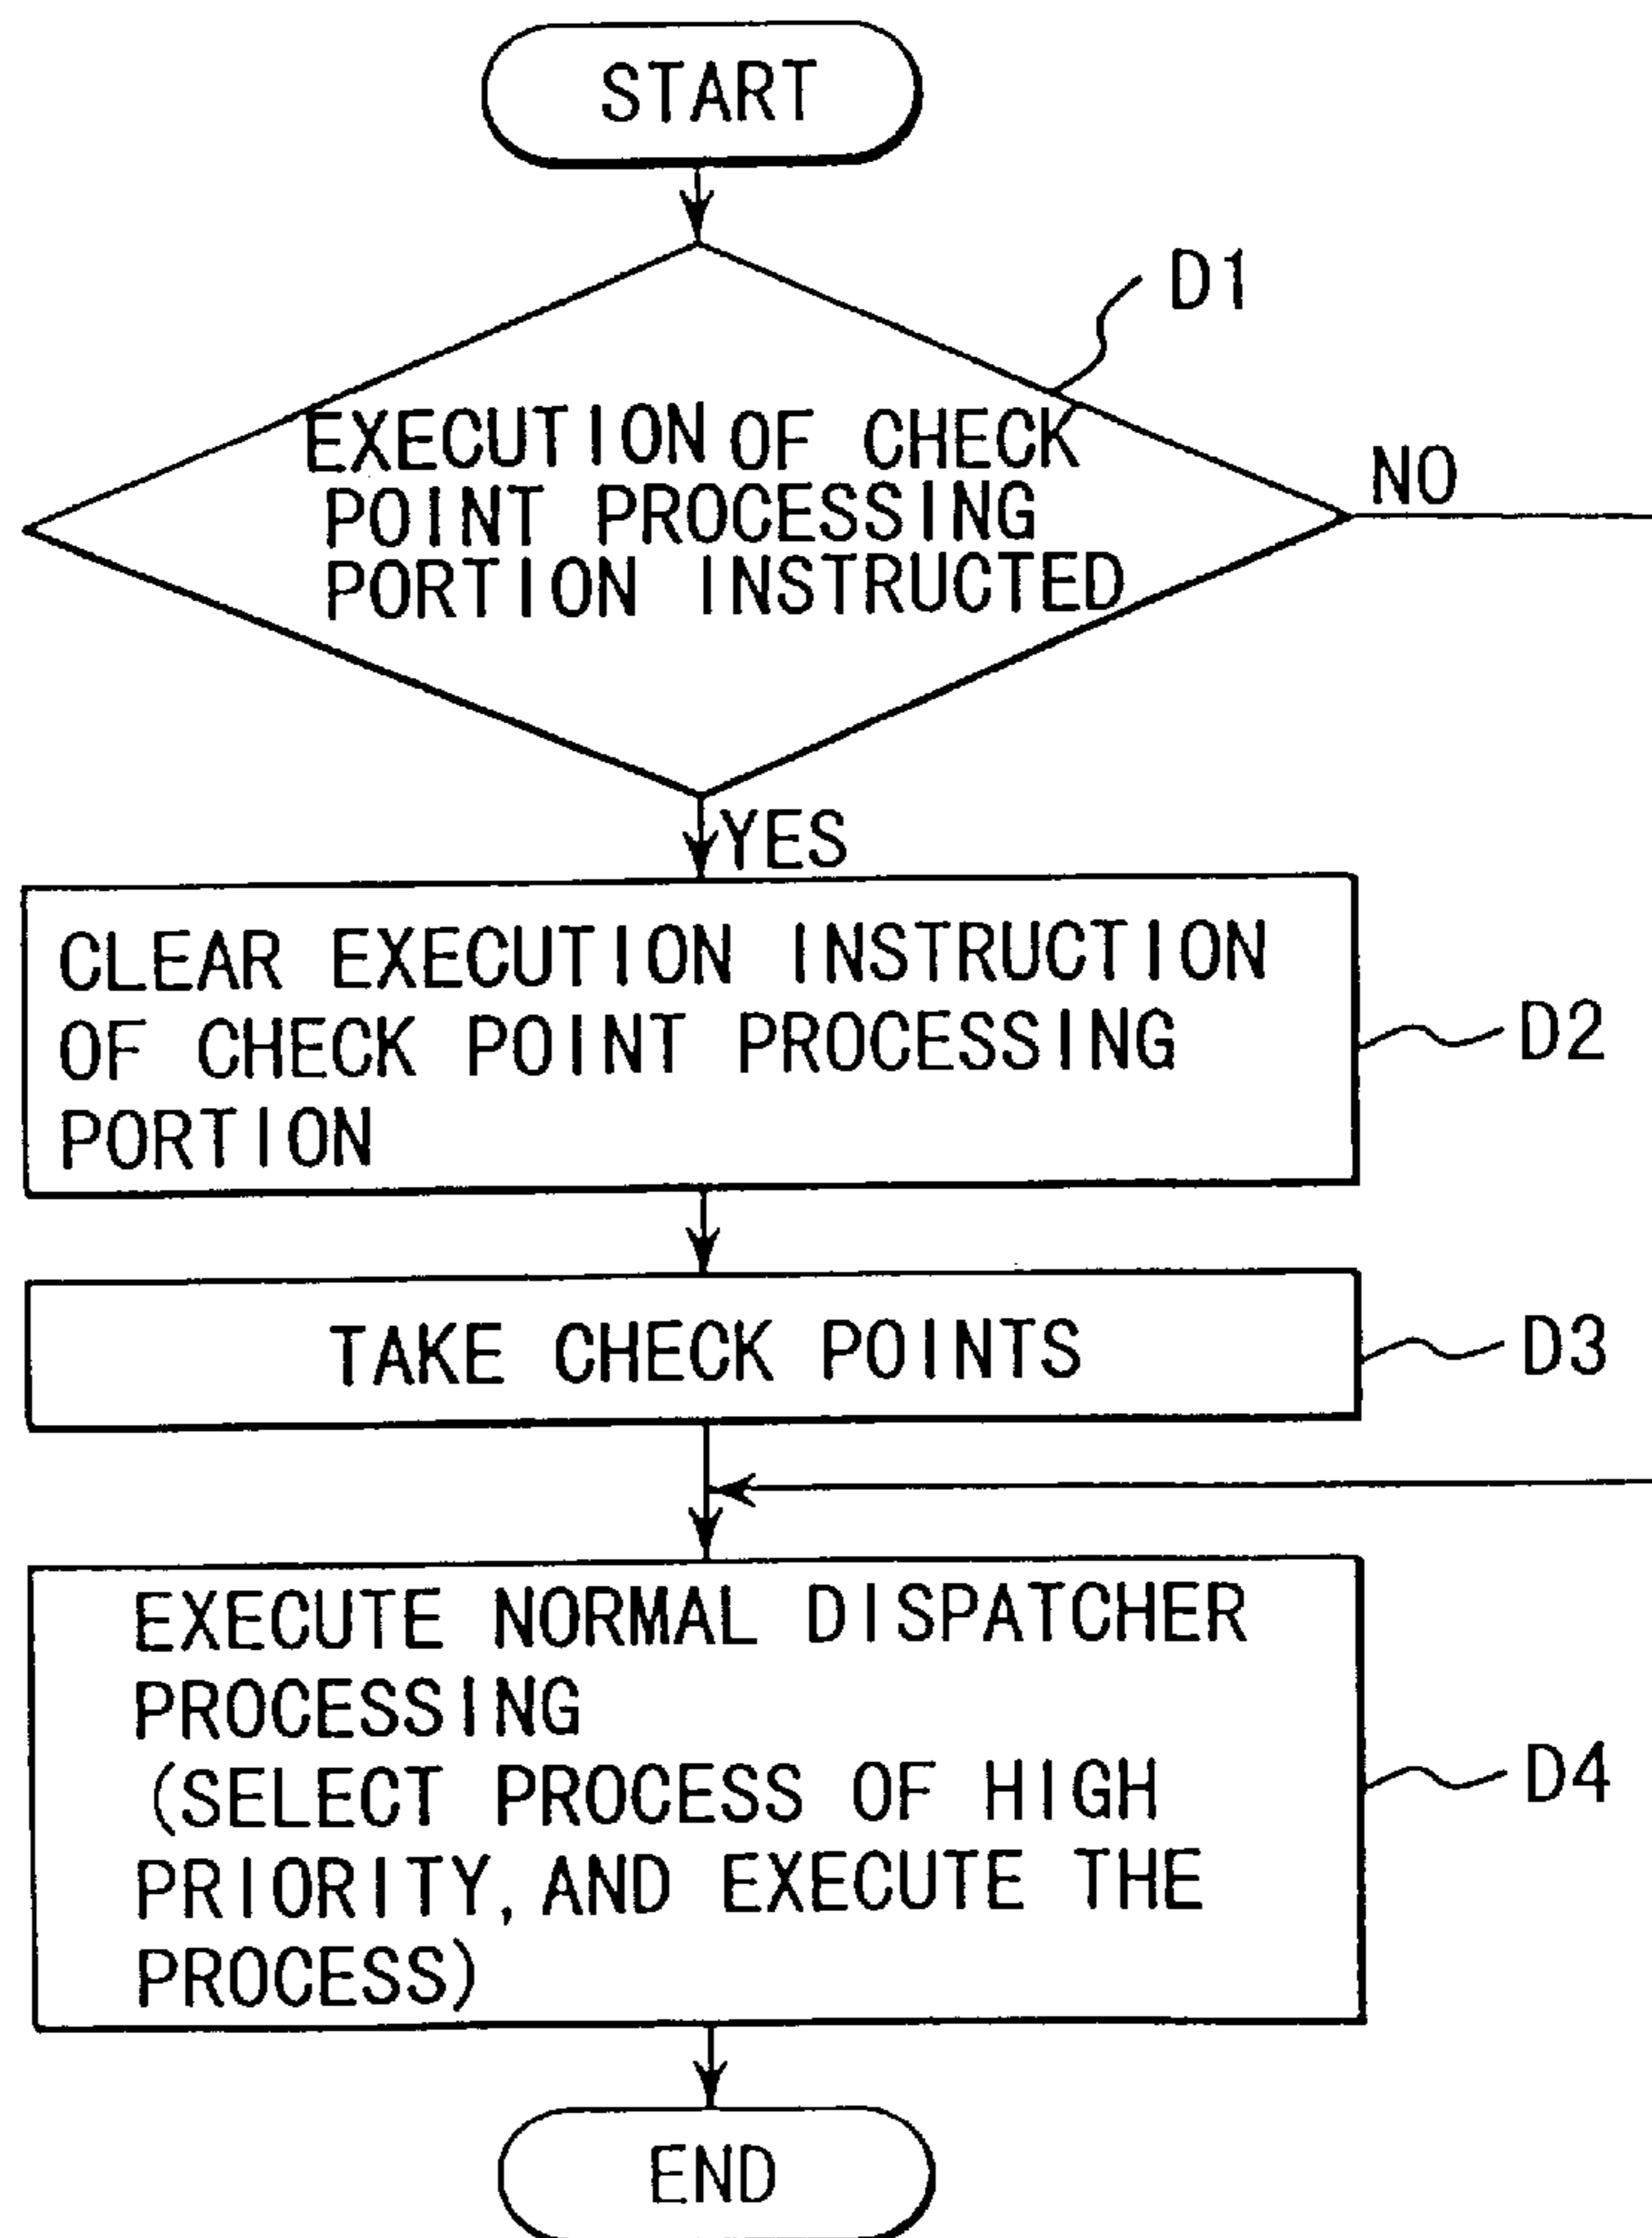 START
D1
EXECUTION OF CHECK
POINT PROCESSING
PORTION INSTRUCTED
NO
YES
CLEAR EXECUTION INSTRUCTION
OF CHECK POINT PROCESSING
PORTION
D2
TAKE CHECK POINTS
D3
EXECUTE NORMAL DISPATCHER
PROCESSING
(SELECT PROCESS OF HIGH
PRIORITY, AND EXECUTE THE
PROCESS)
D4
END